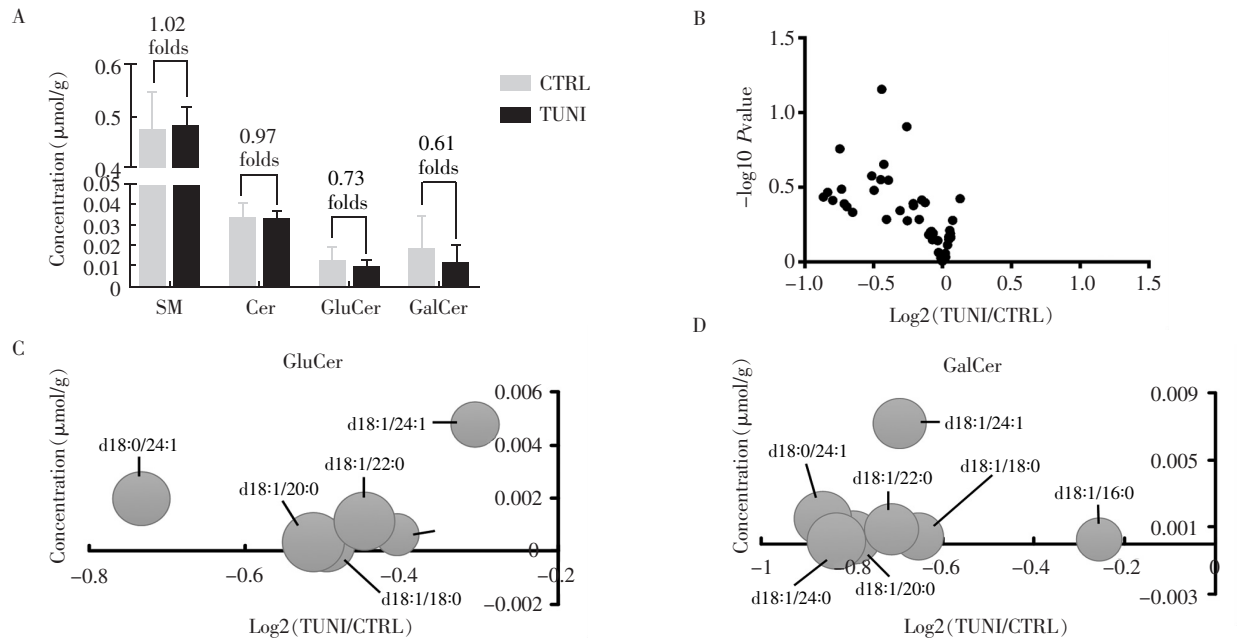 A
1.02
folds
0.6
0.5
0.4
0.05
0.04
0.03
0.02
0.01
0
Concentration(μmol/g)
0.97
folds
0.73
folds
0.61
folds
CTRL
TUNI
SM
Cer
GluCer
GalCer
B
1.5
1.0
0.5
0
−log10 Pvalue
−1.0
−0.5
0
0.5
1.0
1.5
Log2(TUNI/CTRL)
C
GluCer
Concentration(μmol/g)
0.006
0.004
0.002
0
−0.002
d18:1/24:1
d18:0/24:1
d18:1/22:0
d18:1/20:0
d18:1/18:0
−0.8
−0.6
−0.4
−0.2
Log2(TUNI/CTRL)
D
GalCer
Concentration(μmol/g)
0.009
0.005
0.001
−0.003
d18:1/24:1
d18:0/24:1
d18:1/22:0
d18:1/18:0
d18:1/16:0
d18:1/24:0
d18:1/20:0
−1
0.8
−0.6
−0.4
−0.2
0
Log2(TUNI/CTRL)